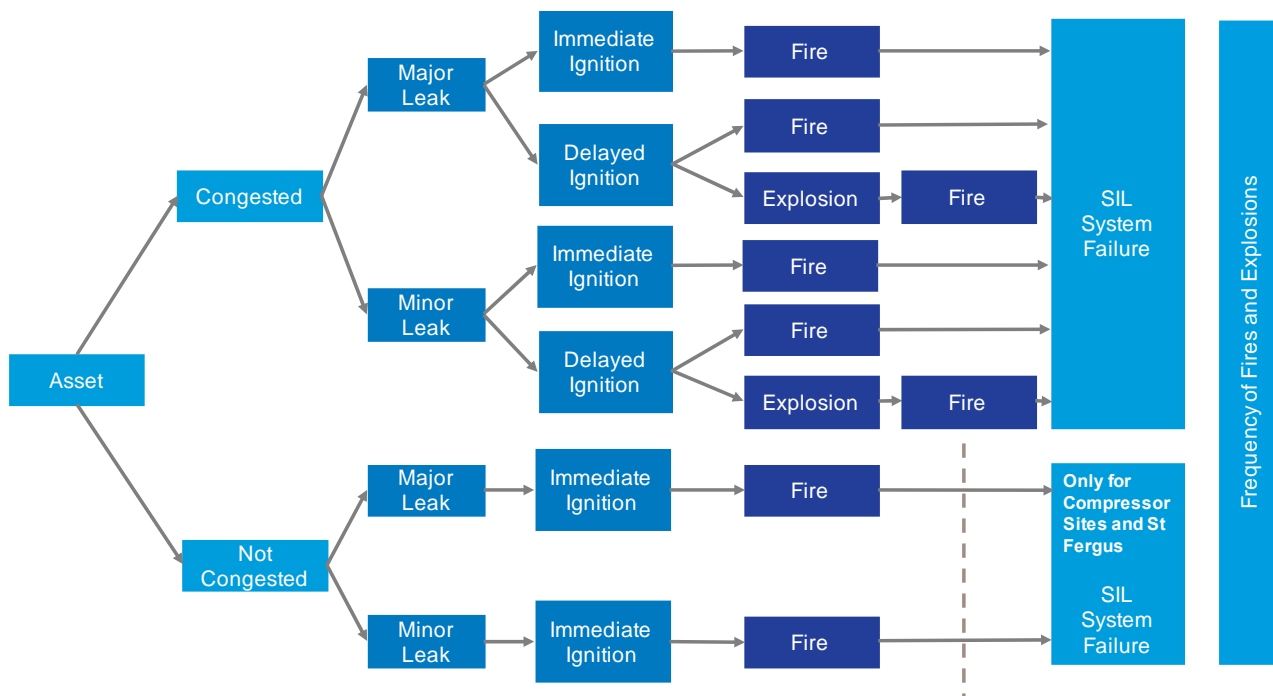 Immediate
Ignition
Fire
Major
Leak
Fire
Delayed
Ignition
Congested
Explosion
Fire
SIL
System
Failure
Immediate
Ignition
Fire
Minor
Leak
Fire
Delayed
Ignition
Asset
Explosion
Fire
Frequency of Fires and Explosions
Major
Leak
Immediate
Ignition
Fire
Only for
Compressor
Sites and St
Fergus
Not
Congested
SIL
System
Failure
Minor
Leak
Immediate
Ignition
Fire